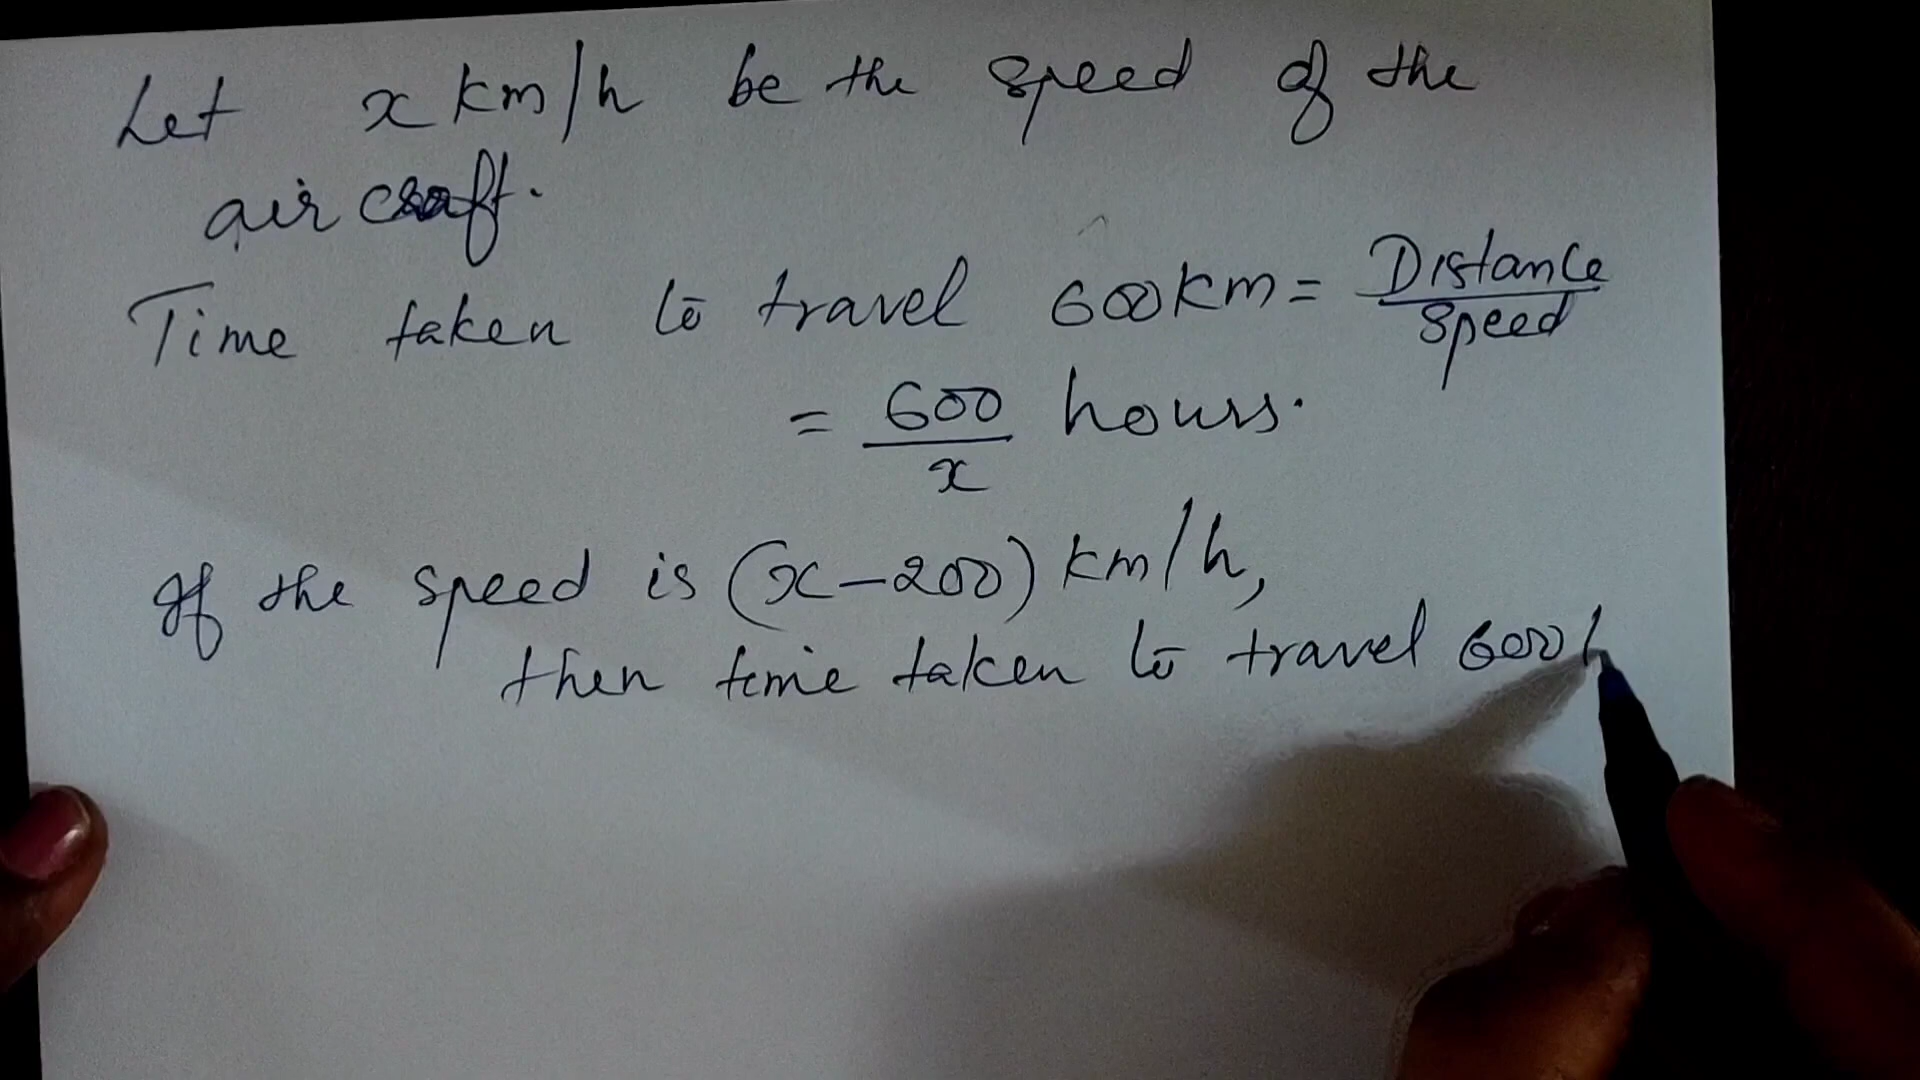 Let x km/h be the speed of the
air craft.
Time taken to travel 600km = Distance/Speed
= 600/x hours.
If the speed is (x-200) km/h,
then time taken to travel 600